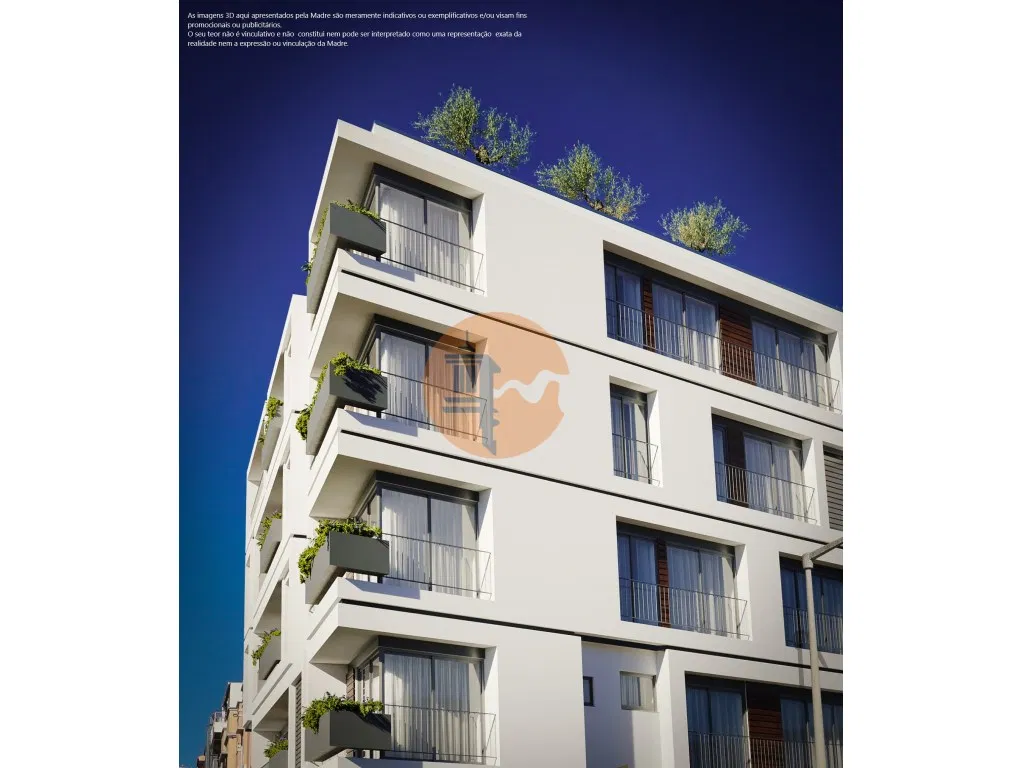 As imagens 3D aqui apresentados pela Madre são meramente indicativos ou exemplificativos e/ou visam fins
promocionais ou publicitários.
O seu teor não é vinculativo e não  constitui nem pode ser interpretado como uma representação  exata da
realidade nem a expressão ou vinculação da Madre.